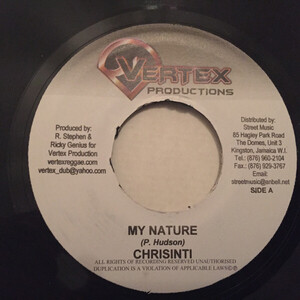 VERTEX
PRODUCTIONS
Produced by:
R. Stephen &
Ricky Genius for
Vertex Production
vertexreggae.com
vertex_dub@yahoo.com
Distributed by:
Street Music
85 Hagley Park Road
The Domes, Unit 3
Kingston, Jamaica W.I.
Tel: (876) 960-2104
Fax.: (876) 929-3767
Email:
streetmusic@anbell.net
SIDE A
MY NATURE
(P. Hudson)
CHRISINTI
ALL RIGHTS OF RECORDING RESERVED UNAUTHORISED
DUPLICATION IS A VIOLATION OF APPLICABLE LAWS